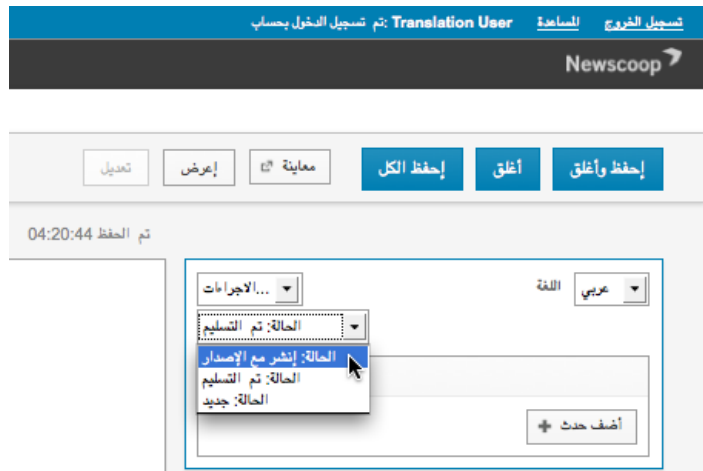 تسجيل الخروج المساعدة تم تسجيل الدخول بحساب: Translation User
Newscoop
إحفظ وأغلق أغلق إحفظ الكل معاينة إعرض تعديل
تم الحفظ 04:20:44
اللغة عربي الاجراءات...
الحالة: تم التسليم
الحالة: إنشر مع الإصدار
الحالة: تم التسليم
الحالة: جديد
أضف حدث